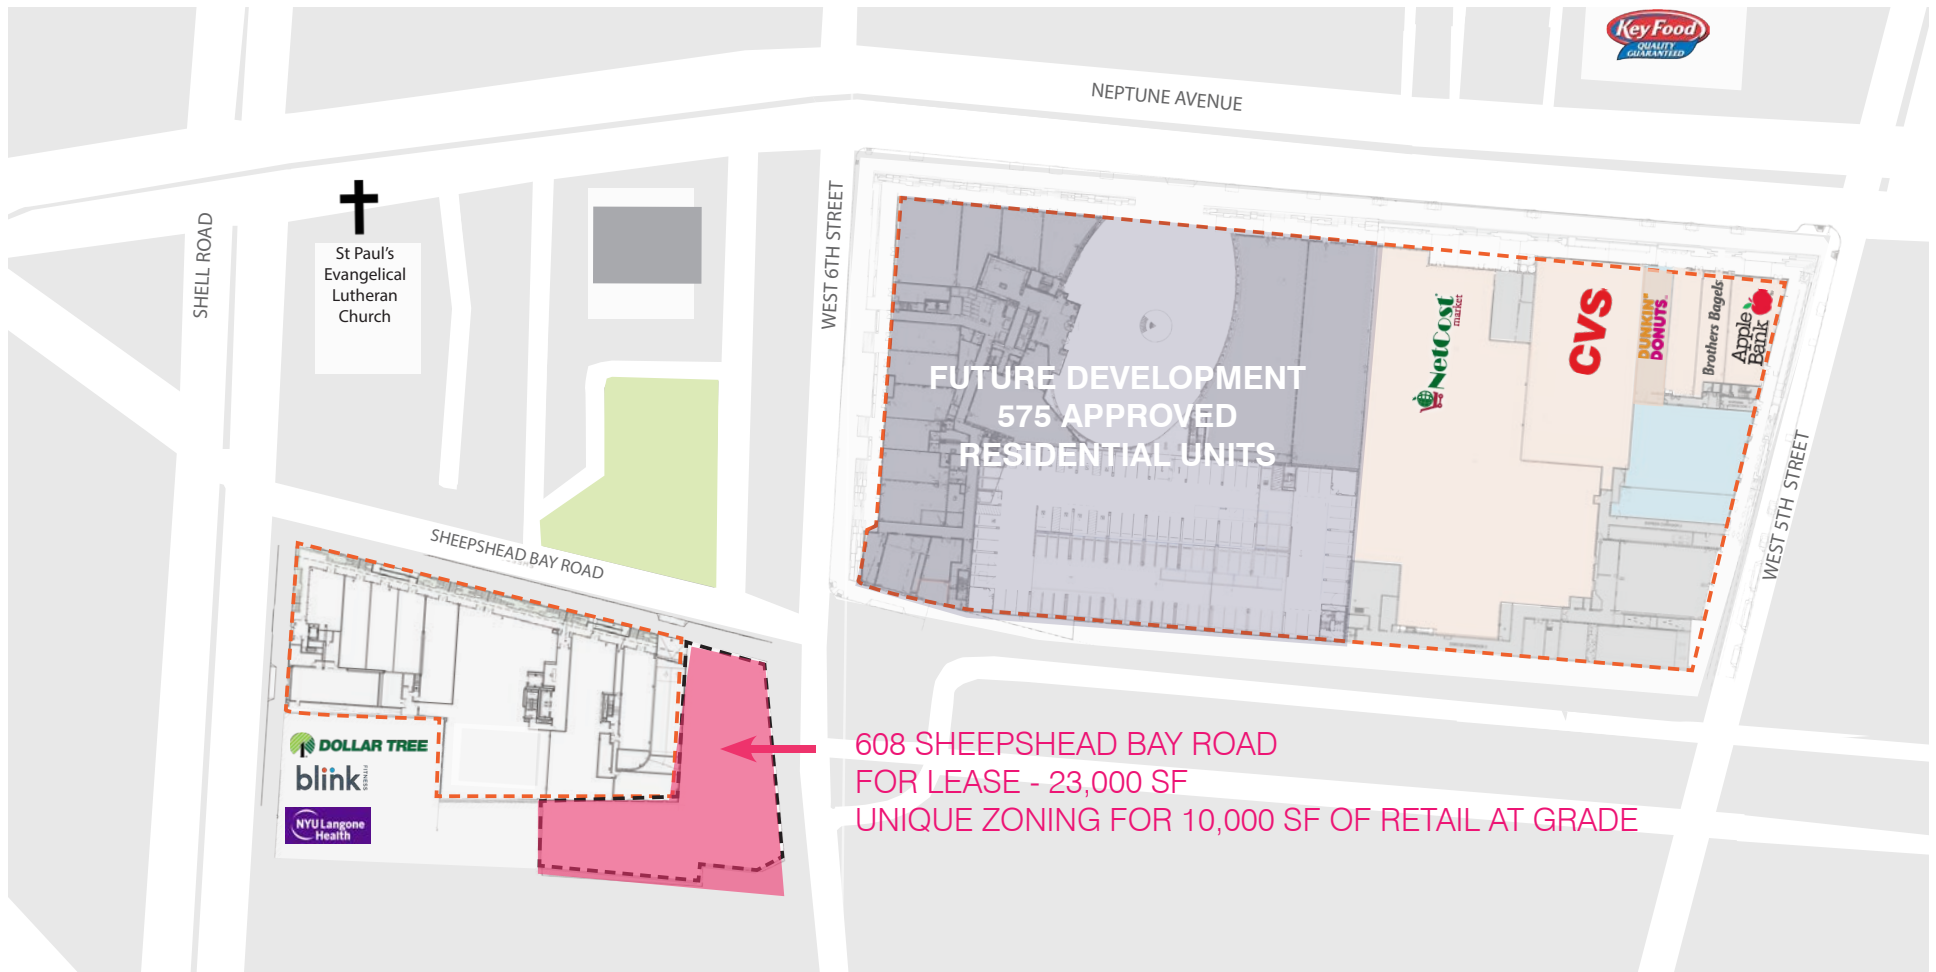 Key Food
QUALITY
GUARANTEED
NEPTUNE AVENUE
SHELL ROAD
St Paul's
Evangelical
Lutheran
Church
WEST 6TH STREET
FUTURE DEVELOPMENT
575 APPROVED
RESIDENTIAL UNITS
NetCost
market
CVS
DUNKIN'
DONUTS
Brothers Bagels
Apple
Bank
WEST 5TH STREET
SHEEPSHEAD BAY ROAD
DOLLAR TREE
blink
FITNESS
NYU Langone
Health
608 SHEEPSHEAD BAY ROAD
FOR LEASE - 23,000 SF
UNIQUE ZONING FOR 10,000 SF OF RETAIL AT GRADE